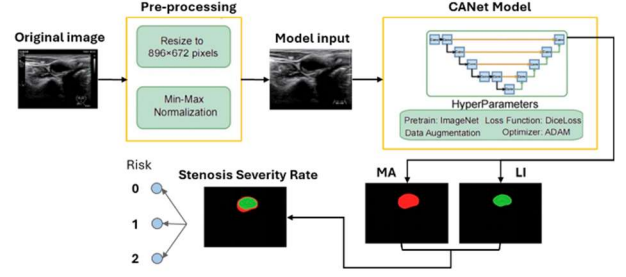 Pre-processing
CANet Model
Original image
Model input
Resize to
896×672 pixels
Min-Max
Normalization
HyperParameters
Pretrain: ImageNet Loss Function: DiceLoss
Data Augmentation Optimizer: ADAM
Risk
Stenosis Severity Rate
MA
LI
0
1
2